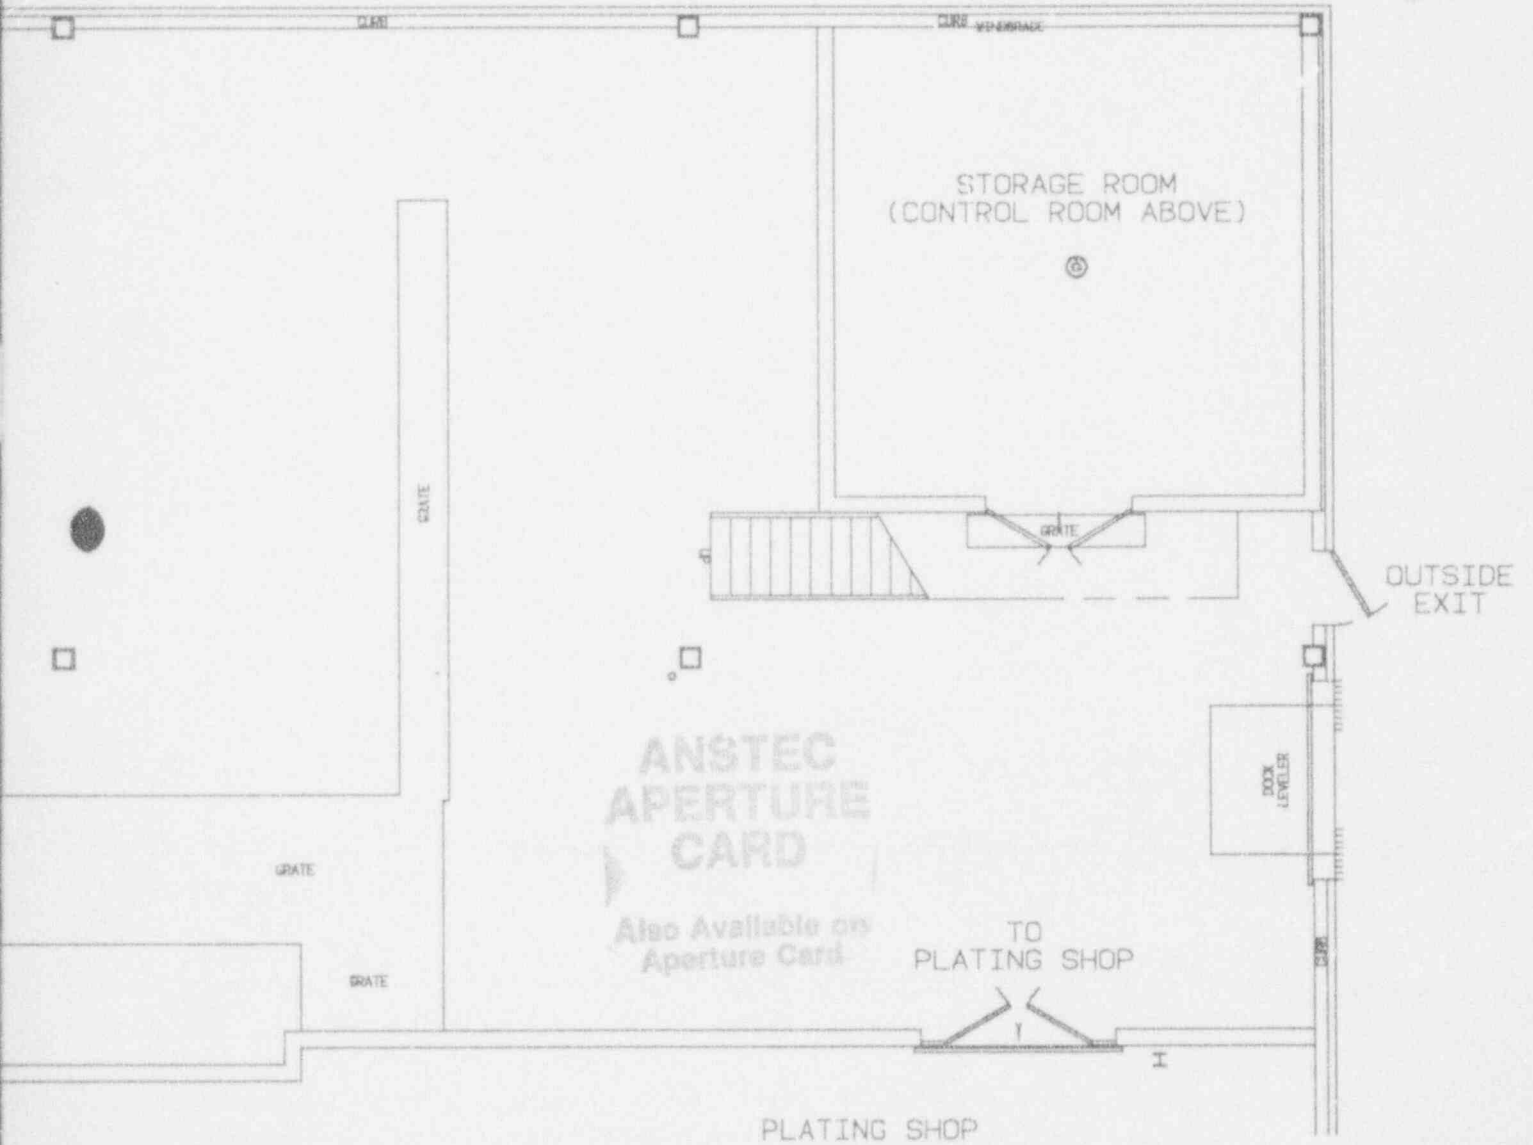 CURB
CURB
STORAGE ROOM
(CONTROL ROOM ABOVE)
GRATE
GRATE
UP
OUTSIDE
EXIT
ANSTEC
APERTURE
CARD
Also Available on
Aperture Card
DOCK
LEVELER
GRATE
GRATE
TO
PLATING SHOP
CURB
PLATING SHOP